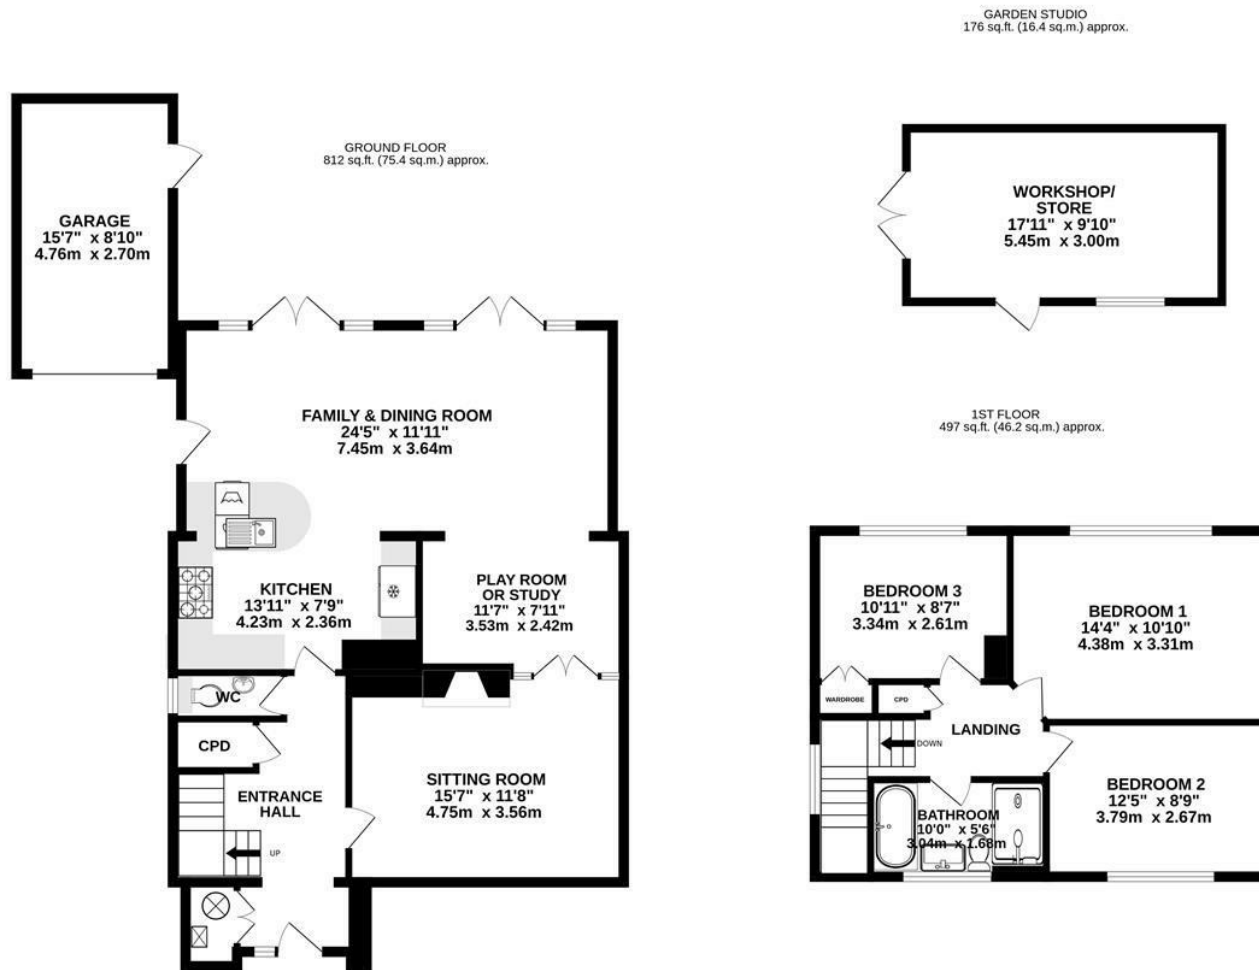 GARDEN STUDIO
176 sq.ft. (16.4 sq.m.) approx.
GROUND FLOOR
812 sq.ft. (75.4 sq.m.) approx.
GARAGE
15'7" x 8'10"
4.76m x 2.70m
WORKSHOP/
STORE
17'11" x 9'10"
5.45m x 3.00m
FAMILY & DINING ROOM
24'5" x 11'11"
7.45m x 3.64m
1ST FLOOR
497 sq.ft. (46.2 sq.m.) approx.
KITCHEN
13'11" x 7'9"
4.23m x 2.36m
PLAY ROOM
OR STUDY
11'7" x 7'11"
3.53m x 2.42m
BEDROOM 3
10'11" x 8'7"
3.34m x 2.61m
BEDROOM 1
14'4" x 10'10"
4.38m x 3.31m
WC
CPD
WARDROBE
CPD
LANDING
DOWN
ENTRANCE
HALL
UP
SITTING ROOM
15'7" x 11'8"
4.75m x 3.56m
BEDROOM 2
12'5" x 8'9"
3.79m x 2.67m
BATHROOM
10'0" x 5'6"
3.04m x 1.68m